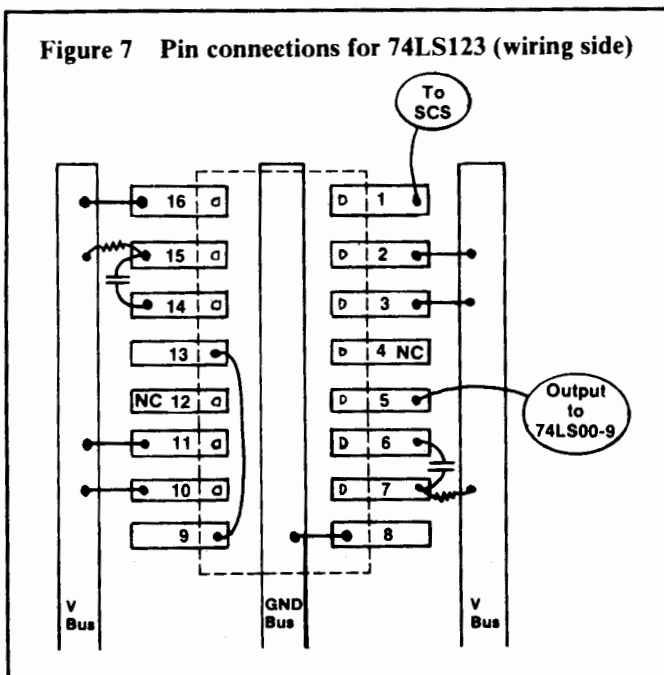 Figure 7 Pin connections for 74LS123 (wiring side)
To
SCS
16
1
15
2
14
3
13
4 NC
NC 12
5
Output
to
74LS00-9
11
6
10
7
9
8
V
Bus
GND
Bus
V
Bus